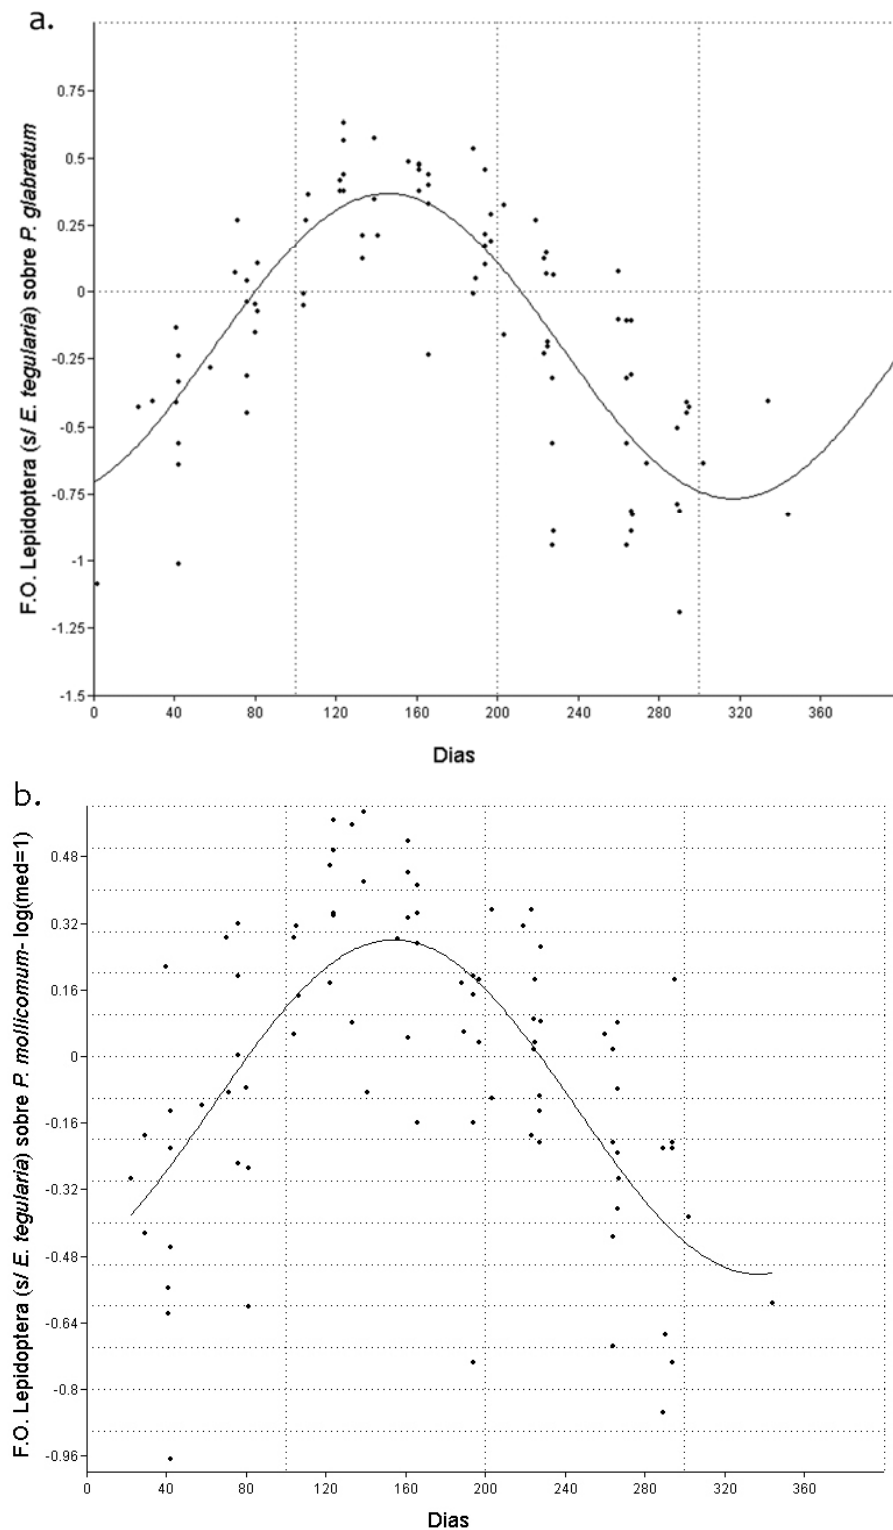 a.
F.O. Lepidoptera (s/ E. tegularia) sobre P. glabratum
0.75
0.5
0.25
0
-0.25
-0.5
-0.75
-1
-1.25
-1.5
0 40 80 120 160 200 240 280 320 360
Dias
b.
F.O. Lepidoptera (s/ E. tegularia) sobre P. mollicomum- log(med=1)
0.48
0.32
0.16
0
-0.16
-0.32
-0.48
-0.64
-0.8
-0.96
0 40 80 120 160 200 240 280 320 360
Dias